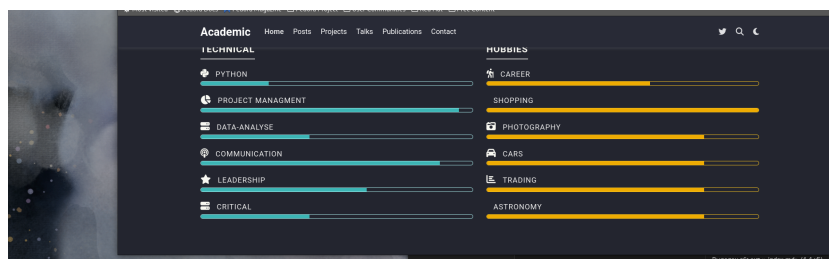 Academic Home Posts Projects Talks Publications Contact
TECHNICAL
PYTHON
PROJECT MANAGMENT
DATA-ANALYSE
COMMUNICATION
LEADERSHIP
CRITICAL
HOBBIES
CAREER
SHOPPING
PHOTOGRAPHY
CARS
TRADING
ASTRONOMY